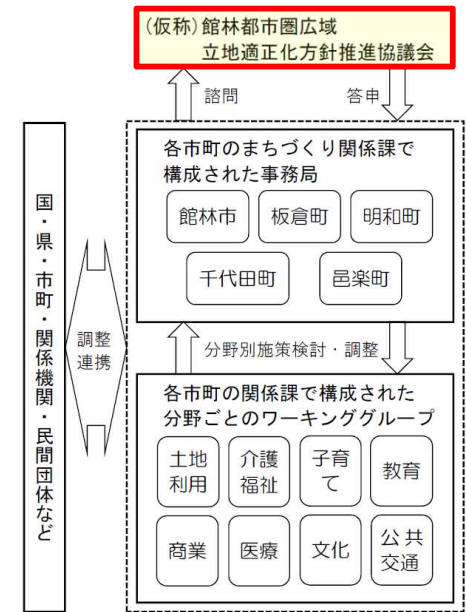 (仮称)館林都市圏広域
立地適正化方針推進協議会
諮問
答申
各市町のまちづくり関係課で
構成された事務局
館林市
板倉町
明和町
千代田町
邑楽町
国・県・市町・関係機関・民間団体など
調整
連携
分野別施策検討・調整
各市町の関係課で構成された
分野ごとのワーキンググループ
土地
利用
介護
福祉
子育
て
教育
商業
医療
文化
公共
交通